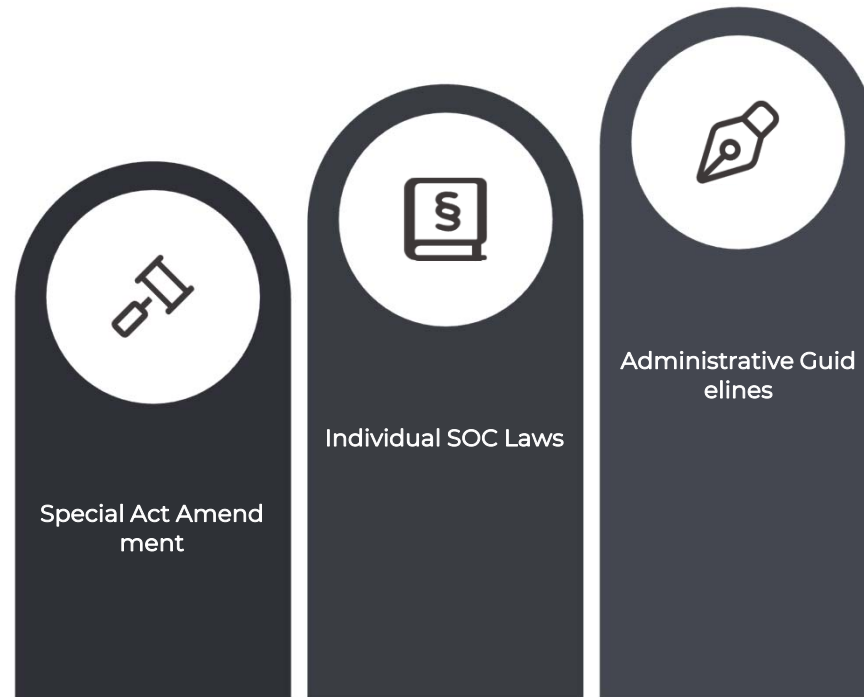 Special Act Amend
ment
Individual SOC Laws
Administrative Guid
elines